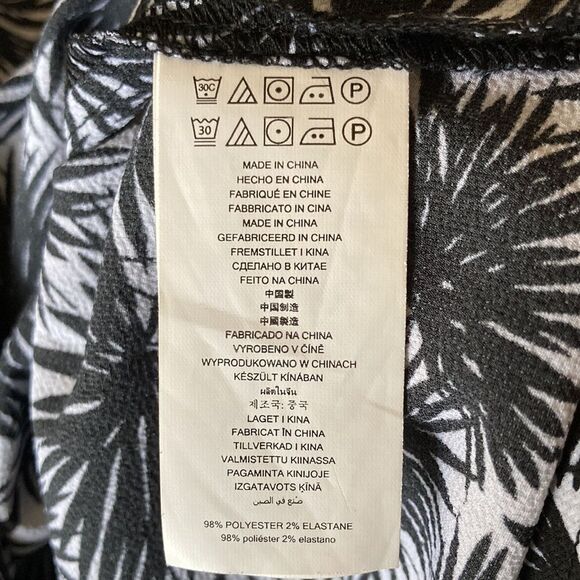 30C P
30 P
MADE IN CHINA
HECHO EN CHINA
FABRIQUÉ EN CHINE
FABBRICATO IN CINA
MADE IN CHINA
GEFABRICEERD IN CHINA
FREMSTILLET I KINA
СДЕЛАНО В КИТАЕ
FEITO NA CHINA
中国製
中国制造
中國製造
FABRICADO NA CHINA
VYROBENO V ČÍNĚ
WYPRODUKOWANO W CHINACH
KÉSZÜLT KÍNÁBAN
ผลิตในจีน
제조국: 중국
LAGET I KINA
FABRICAT ÎN CHINA
TILLVERKAD I KINA
VALMISTETTU KIINASSA
PAGAMINTA KINIJOJE
IZGATAVOTS ĶĪNĀ
صنع في الصين
98% POLYESTER 2% ELASTANE
98% poliéster 2% elastano